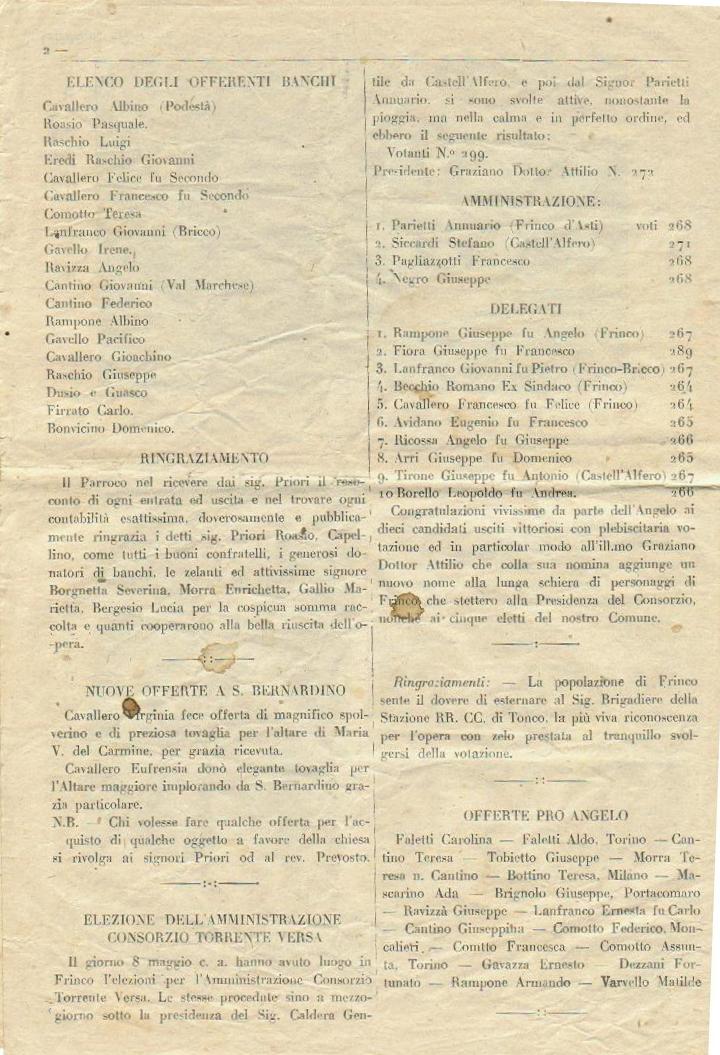 2 —
ELENCO DEGLI OFFERENTI BANCHI
Cavallero Albino (Podestà)
Roasio Pasquale.
Raschio Luigi
Eredi Raschio Giovanni
Cavallero Felice fu Secondo
Cavallero Francesco fu Secondo
Comotto Teresa
Lanfranco Giovanni (Bricco)
Gavello Irene.
Ravizza Angelo
Cantino Giovanni (Val Marchese)
Cantino Federico
Rampone Albino
Gavello Pacifico
Cavallero Gioachino
Raschio Giuseppe
Dusio e Guasco
Firrato Carlo.
Bonvicino Domenico.
RINGRAZIAMENTO
Il Parroco nel ricevere dai sig. Priori il reso-
conto di ogni entrata ed uscita e nel trovare ogni
contabilità esattissima, doverosamente e pubblica-
mente ringrazia i detti sig. Priori Roasio, Capel-
lino, come tutti i buoni confratelli, i generosi do-
natori di banchi, le zelanti ed attivissime signore
Borgnetta Severina, Morra Enrichetta, Gallio Ma-
rietta, Bergesio Lucia per la cospicua somma rac-
colta e quanti cooperarono alla bella riuscita dell'o-
pera.
—:·:—
NUOVE OFFERTE A S. BERNARDINO
Cavallero Virginia fece offerta di magnifico spol-
verino e di preziosa tovaglia per l'altare di Maria
V. del Carmine, per grazia ricevuta.
Cavallero Eufrensia donò elegante tovaglia per
l'Altare maggiore implorando da S. Bernardino gra-
zia particolare.
N.B. - Chi volesse fare qualche offerta per l'ac-
quisto di qualche oggetto a favore della chiesa
si rivolga ai signori Priori od al rev. Prevosto.
—:·:—
ELEZIONE DELL'AMMINISTRAZIONE
CONSORZIO TORRENTE VERSA
Il giorno 8 maggio c. a. hanno avuto luogo in
Frinco l'elezioni per l'Amministrazione Consorzio
Torrente Versa. Le stesse procedute sino a mezzo-
giorno sotto la presidenza del Sig. Caldera Gen-
tile da Castell'Alfero, e poi dal Signor Parietti
Annuario, si sono svolte attive, nonostante la
pioggia, ma nella calma e in perfetto ordine, ed
ebbero il seguente risultato:
Votanti N.º 299.
Presidente: Graziano Dottor Attilio N. 272
AMMINISTRAZIONE:
1. Parietti Annuario (Frinco d'Asti) voti 268
2. Siccardi Stefano (Castell'Alfero) 271
3. Pagliazzotti Francesco 268
4. Negro Giuseppe 268
DELEGATI
1. Rampone Giuseppe fu Angelo (Frinco) 267
2. Fiora Giuseppe fu Francesco 289
3. Lanfranco Giovanni fu Pietro (Frinco-Bricco) 267
4. Becchio Romano Ex Sindaco (Frinco) 264
5. Cavallero Francesco fu Felice (Frinco) 264
6. Avidano Eugenio fu Francesco 265
7. Ricossa Angelo fu Giuseppe 266
8. Arri Giuseppe fu Domenico 265
9. Tirone Giuseppe fu Antonio (Castell'Alfero) 267
10 Borello Leopoldo fu Andrea. 266
Congratulazioni vivissime da parte dell'Angelo ai
dieci candidati usciti vittoriosi con plebiscitaria vo-
tazione ed in particolar modo all'ill.mo Graziano
Dottor Attilio che colla sua nomina aggiunge un
nuovo nome alla lunga schiera di personaggi di
Frinco che stettero alla Presidenza del Consorzio,
nonchè ai cinque eletti del nostro Comune.
—:—
Ringraziamenti: — La popolazione di Frinco
sente il dovere di esternare al Sig. Brigadiere della
Stazione RR. CC. di Tonco, la più viva riconoscenza
per l'opera con zelo prestata al tranquillo svol-
gersi della votazione.
—::—
OFFERTE PRO ANGELO
Faletti Carolina — Faletti Aldo, Torino — Can-
tino Teresa — Tobietto Giuseppe — Morra Te-
resa n. Cantino — Bottino Teresa, Milano — Ma-
scarino Ada — Brignolo Giuseppe, Portacomaro
— Ravizzà Giuseppe — Lanfranco Ernesta fu Carlo
— Cantino Giuseppina — Comotto Federico, Mon-
calieri. — Comtto Francesca — Comotto Assun-
ta, Torino — Gavazza Ernesto — Dezzani For-
tunato — Rampone Armando — Varvello Matilde
—::—